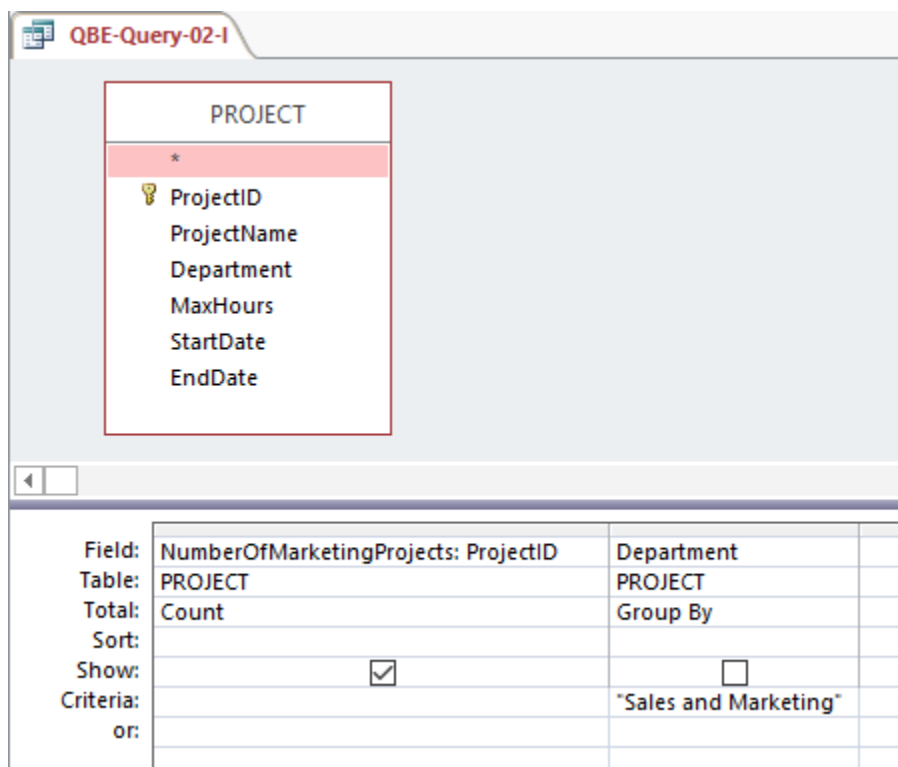 QBE-Query-02-I
PROJECT
*
ProjectID
ProjectName
Department
MaxHours
StartDate
EndDate
Field: NumberOfMarketingProjects: ProjectID Department
Table: PROJECT PROJECT
Total: Count Group By
Sort:
Show:
Criteria: "Sales and Marketing"
or: